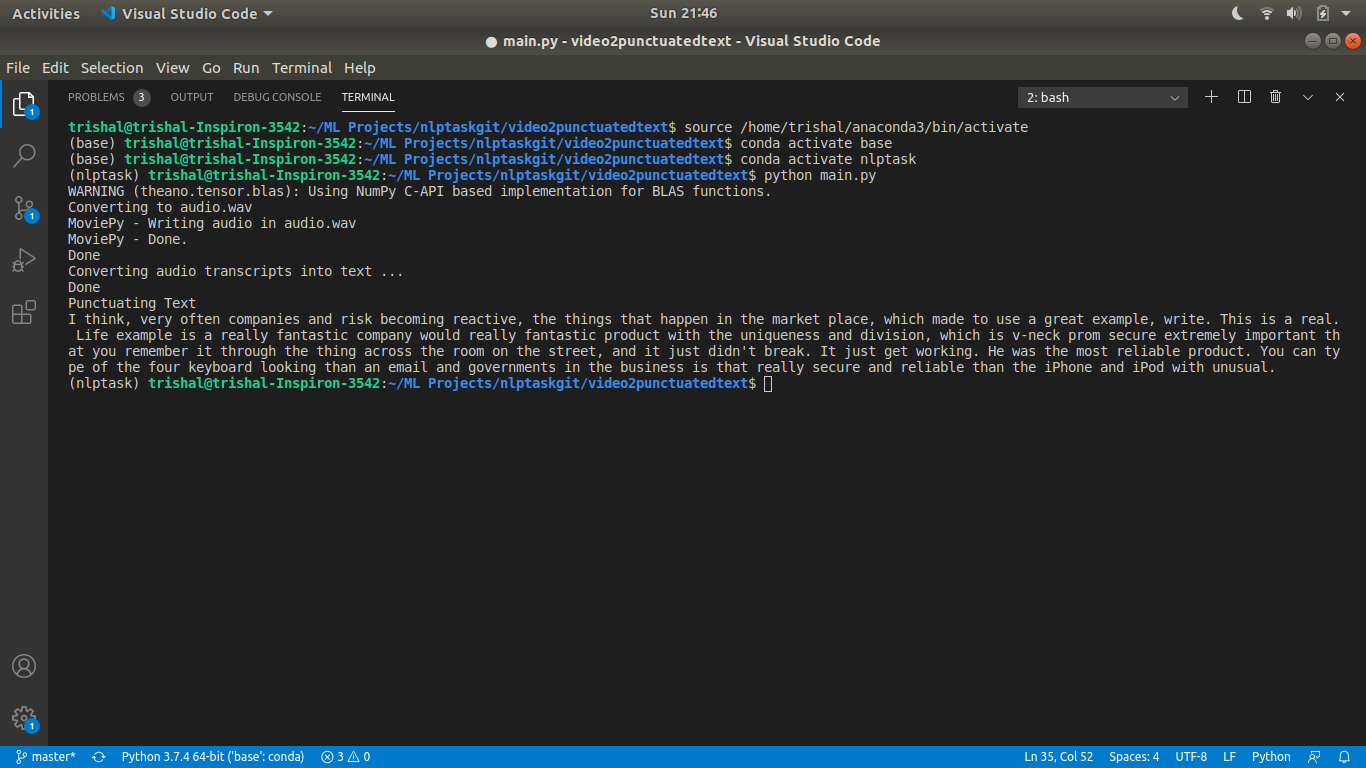 Activities Visual Studio Code Sun 21:46
● main.py - video2punctuatedtext - Visual Studio Code
File Edit Selection View Go Run Terminal Help
PROBLEMS 3 OUTPUT DEBUG CONSOLE TERMINAL 2: bash
trishal@trishal-Inspiron-3542:~/ML Projects/nlptaskgit/video2punctuatedtext$ source /home/trishal/anaconda3/bin/activate
(base) trishal@trishal-Inspiron-3542:~/ML Projects/nlptaskgit/video2punctuatedtext$ conda activate base
(base) trishal@trishal-Inspiron-3542:~/ML Projects/nlptaskgit/video2punctuatedtext$ conda activate nlptask
(nlptask) trishal@trishal-Inspiron-3542:~/ML Projects/nlptaskgit/video2punctuatedtext$ python main.py
WARNING (theano.tensor.blas): Using NumPy C-API based implementation for BLAS functions.
Converting to audio.wav
MoviePy - Writing audio in audio.wav
MoviePy - Done.
Done
Converting audio transcripts into text ...
Done
Punctuating Text
I think, very often companies and risk becoming reactive, the things that happen in the market place, which made to use a great example, write. This is a real.
 Life example is a really fantastic company would really fantastic product with the uniqueness and division, which is v-neck prom secure extremely important th
at you remember it through the thing across the room on the street, and it just didn't break. It just get working. He was the most reliable product. You can ty
pe of the four keyboard looking than an email and governments in the business is that really secure and reliable than the iPhone and iPod with unusual.
(nlptask) trishal@trishal-Inspiron-3542:~/ML Projects/nlptaskgit/video2punctuatedtext$
1
1
1
master* Python 3.7.4 64-bit ('base': conda) 3 0 Ln 35, Col 52 Spaces: 4 UTF-8 LF Python